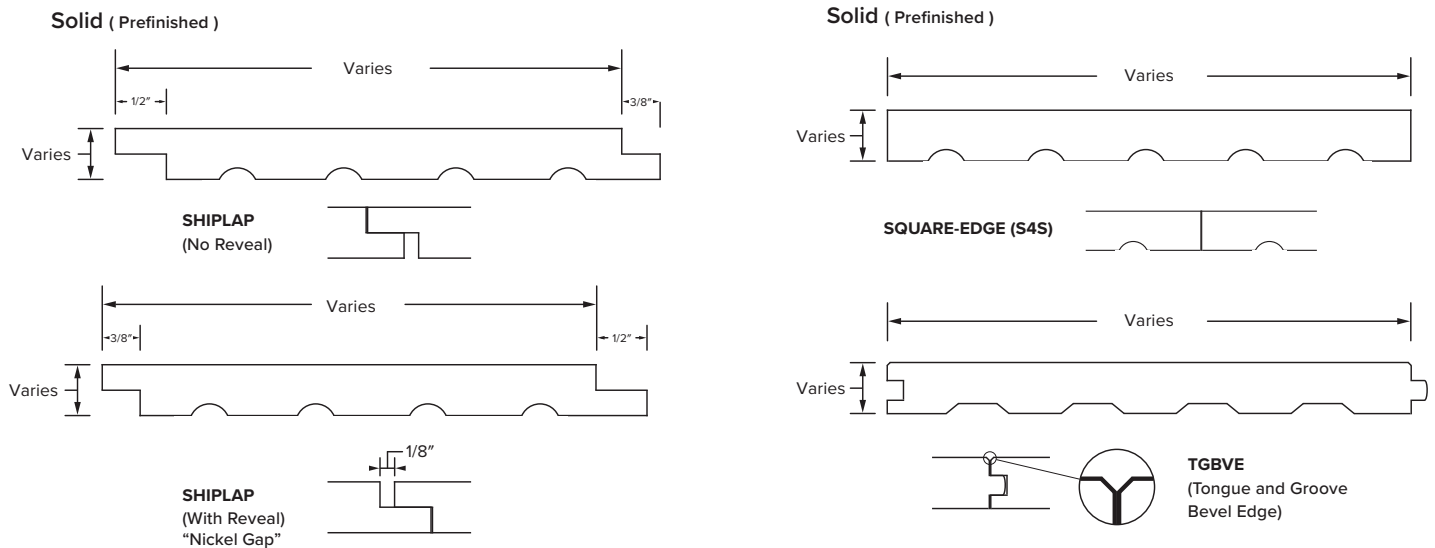 Solid ( Prefinished )
Varies
1/2″
3/8″
Varies
SHIPLAP
(No Reveal)
Varies
3/8″
1/2″
Varies
1/8″
SHIPLAP
(With Reveal)
“Nickel Gap”
Solid ( Prefinished )
Varies
Varies
SQUARE-EDGE (S4S)
Varies
Varies
TGBVE
(Tongue and Groove
Bevel Edge)